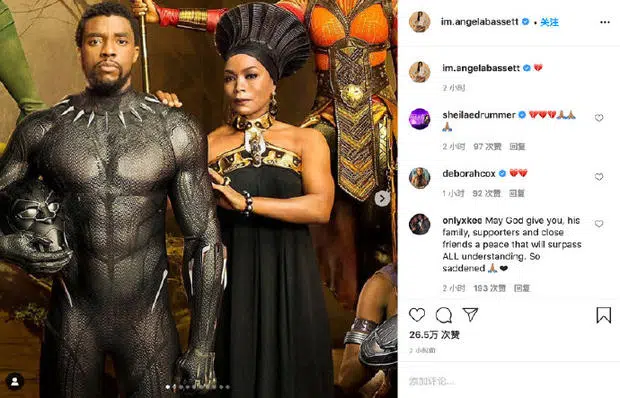 im.angelabassett • 关注
im.angelabassett 💔
2 小时
sheilaedrummer 💔💔💔🙏🏽🙏🏽
🙏🏽
2 小时 97 次赞 回复
deborahcox 💔💔
1 小时 92 次赞 回复
onlyxkee May God give you, his
family, supporters and close
friends a peace that will surpass
ALL understanding. So
saddened 🙏🏽❤
2 小时 193 次赞 回复
26.5万 次赞
2 小时前
添加评论...